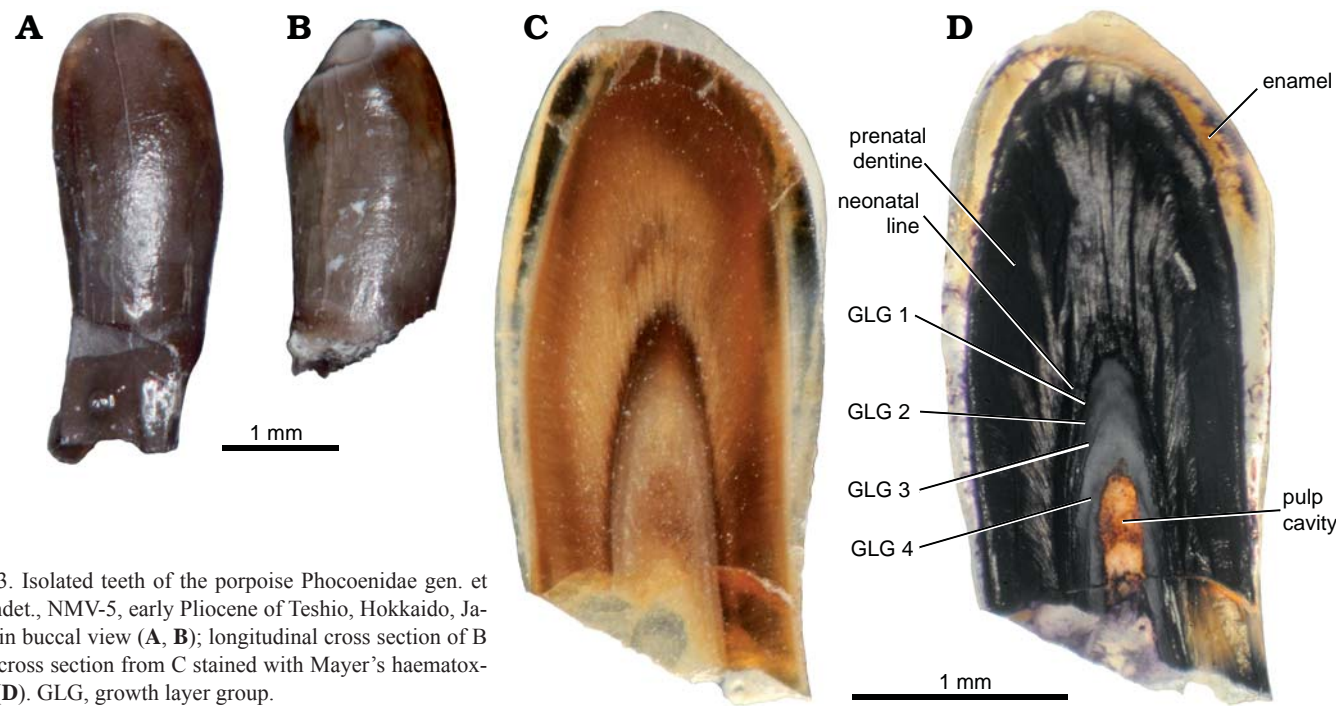 A
B
C
D
enamel
prenatal
dentine
neonatal
line
GLG 1
GLG 2
GLG 3
GLG 4
pulp
cavity
1 mm
1 mm
3. Isolated teeth of the porpoise Phocoenidae gen. et
ndet., NMV-5, early Pliocene of Teshio, Hokkaido, Ja-
in buccal view (A, B); longitudinal cross section of B
cross section from C stained with Mayer's haematox-
(D). GLG, growth layer group.